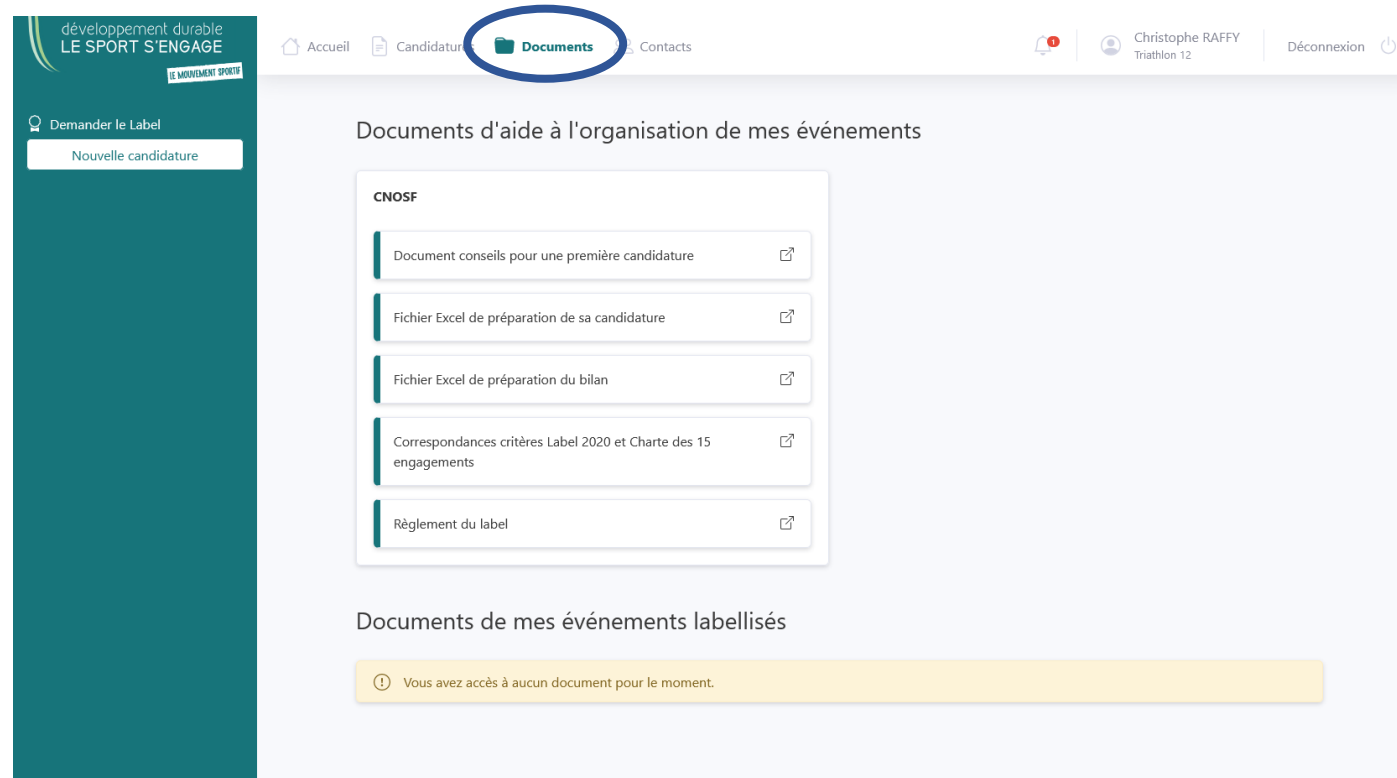 développement durable
LE SPORT S'ENGAGE
LE MOUVEMENT SPORTIF
Accueil
Candidatures
Documents
Contacts
1
Christophe RAFFY
Triathlon 12
Déconnexion
Demander le Label
Nouvelle candidature
Documents d'aide à l'organisation de mes événements
CNOSF
Document conseils pour une première candidature
Fichier Excel de préparation de sa candidature
Fichier Excel de préparation du bilan
Correspondances critères Label 2020 et Charte des 15
engagements
Règlement du label
Documents de mes événements labellisés
Vous avez accès à aucun document pour le moment.